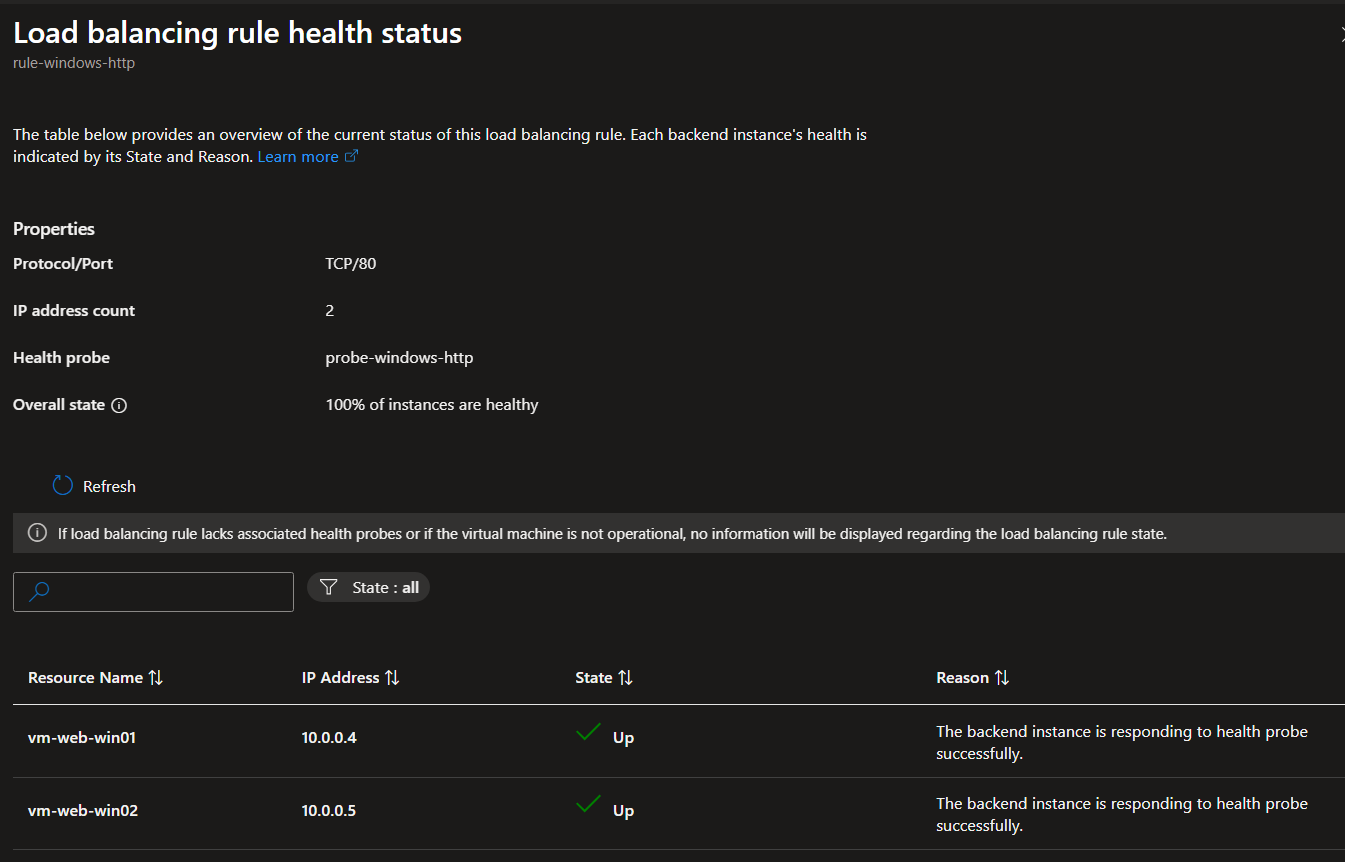 Load balancing rule health status
rule-windows-http
The table below provides an overview of the current status of this load balancing rule. Each backend instance's health is
indicated by its State and Reason. Learn more
Properties
Protocol/Port TCP/80
IP address count 2
Health probe probe-windows-http
Overall state 100% of instances are healthy
Refresh
If load balancing rule lacks associated health probes or if the virtual machine is not operational, no information will be displayed regarding the load balancing rule state.
State : all
Resource Name IP Address State Reason
vm-web-win01 10.0.0.4 Up The backend instance is responding to health probe
successfully.
vm-web-win02 10.0.0.5 Up The backend instance is responding to health probe
successfully.